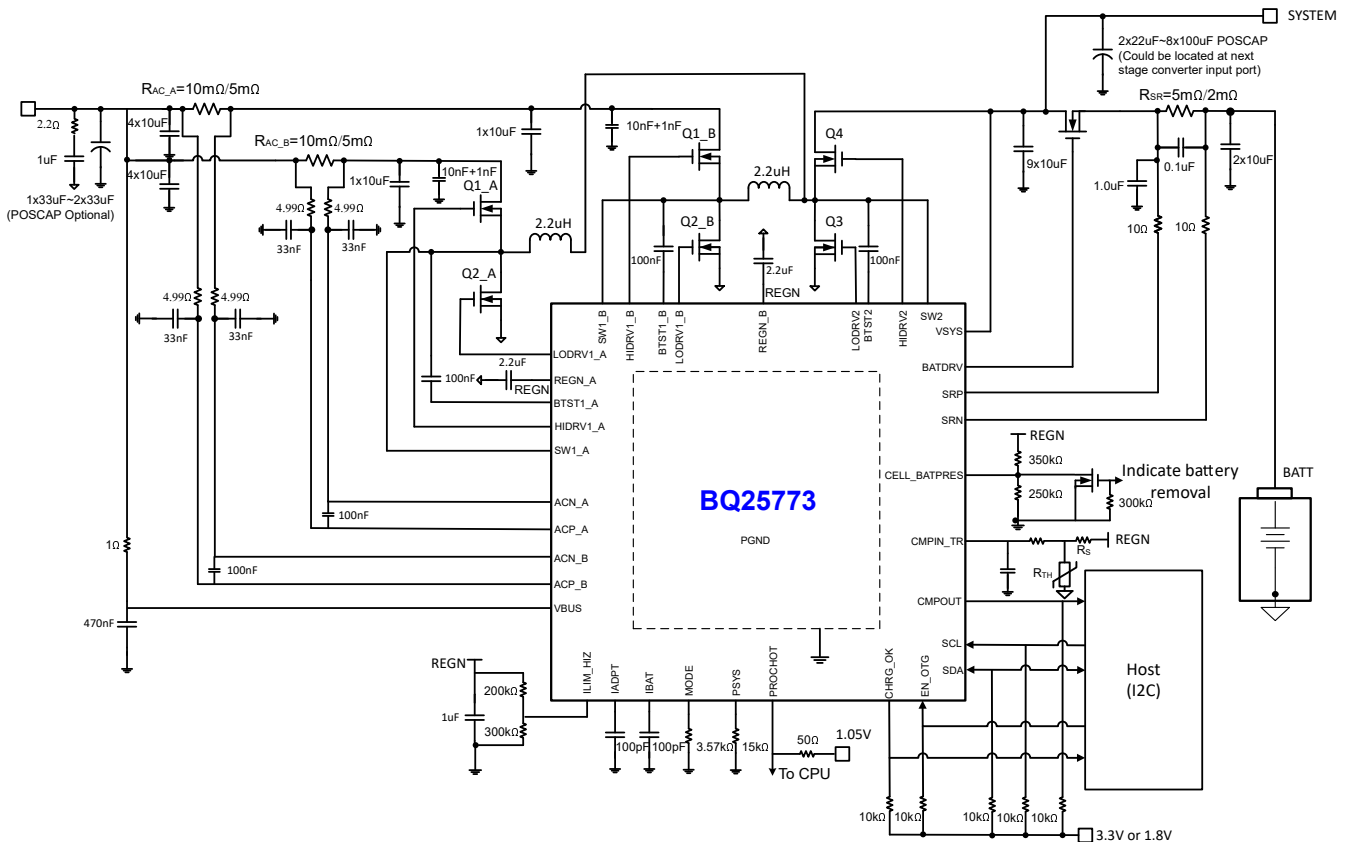 SYSTEM
2x22uF~8x100uF POSCAP
(Could be located at next
stage converter input port)
RAC_A=10mΩ/5mΩ
RSR=5mΩ/2mΩ
2.2Ω
4x10uF
1uF
RAC_B=10mΩ/5mΩ
4x10uF
1x33uF~2x33uF
(POSCAP Optional)
1x10uF
10nF+1nF
Q1_B
Q4
9x10uF
0.1uF
2x10uF
1.0uF
1x10uF
10nF+1nF
Q1_A
2.2uH
4.99Ω
4.99Ω
33nF
33nF
2.2uH
Q2_B
Q3
100nF
2.2uF
100nF
10Ω
10Ω
Q2_A
REGN
4.99Ω
4.99Ω
33nF
33nF
SW1_B
HIDRV1_B
BTST1_B
LODRV1_B
REGN_B
LODRV2
BTST2
HIDRV2
SW2
VSYS
LODRV1_A
2.2uF
BATDRV
100nF
REGN
REGN_A
SRP
BTST1_A
HIDRV1_A
SRN
SW1_A
REGN
350kΩ
CELL_BATPRES
Indicate battery
removal
250kΩ
300kΩ
BATT
ACN_A
100nF
ACP_A
BQ25773
PGND
1Ω
ACN_B
100nF
ACP_B
CMPIN_TR
RS
REGN
RTH
VBUS
CMPOUT
470nF
SCL
SDA
Host
(I2C)
REGN
200kΩ
1uF
300kΩ
ILIM_HIZ
IADPT
IBAT
MODE
PSYS
PROCHOT
CHRG_OK
EN_OTG
100pF
100pF
3.57kΩ
15kΩ
50Ω
1.05V
To CPU
10kΩ
10kΩ
10kΩ
10kΩ
10kΩ
3.3V or 1.8V